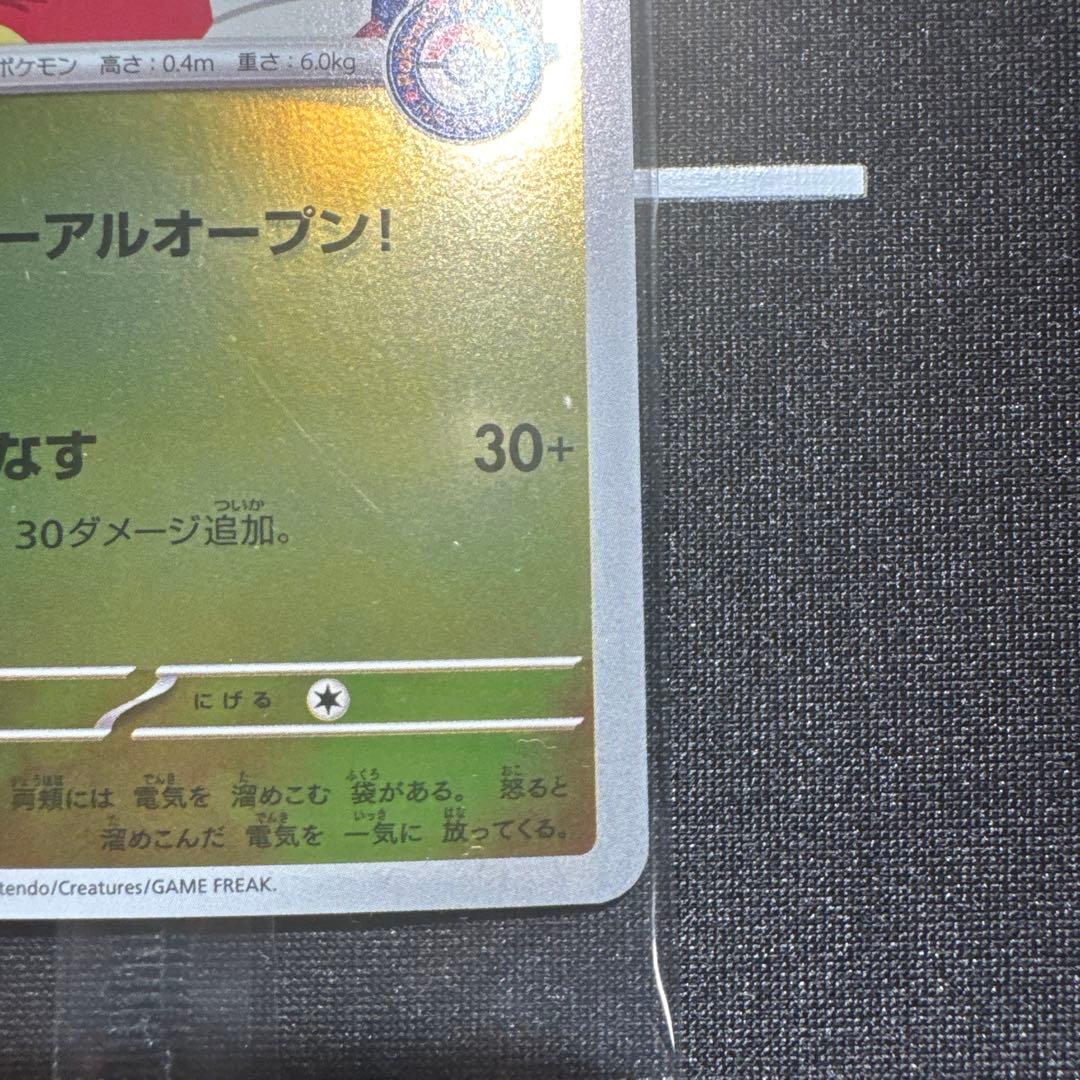 ポケモン 高さ：0.4m 重さ：6.0kg
ーアルオープン！
なす 30+
30ダメージ追加。
ついか
にげる
両頬には 電気を 溜めこむ 袋がある。 怒ると
溜めこんだ 電気を 一気に 放ってくる。
tendo/Creatures/GAME FREAK.